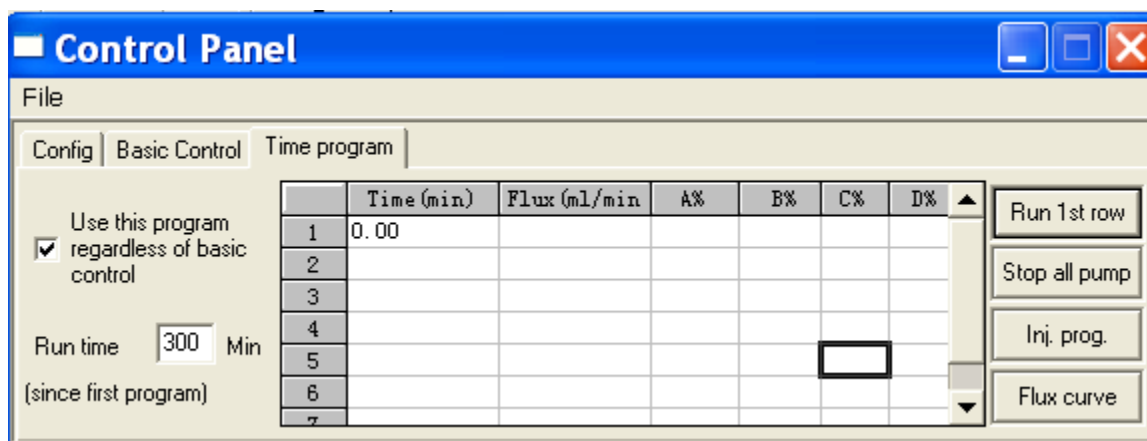 Control Panel
File
Config Basic Control Time program
Use this program
regardless of basic
control
Run time 300 Min
(since first program)
Time(min) Flux(ml/min A% B% C% D%
1 0.00
2
3
4
5
6
7
Run 1st row
Stop all pump
Inj. prog.
Flux curve